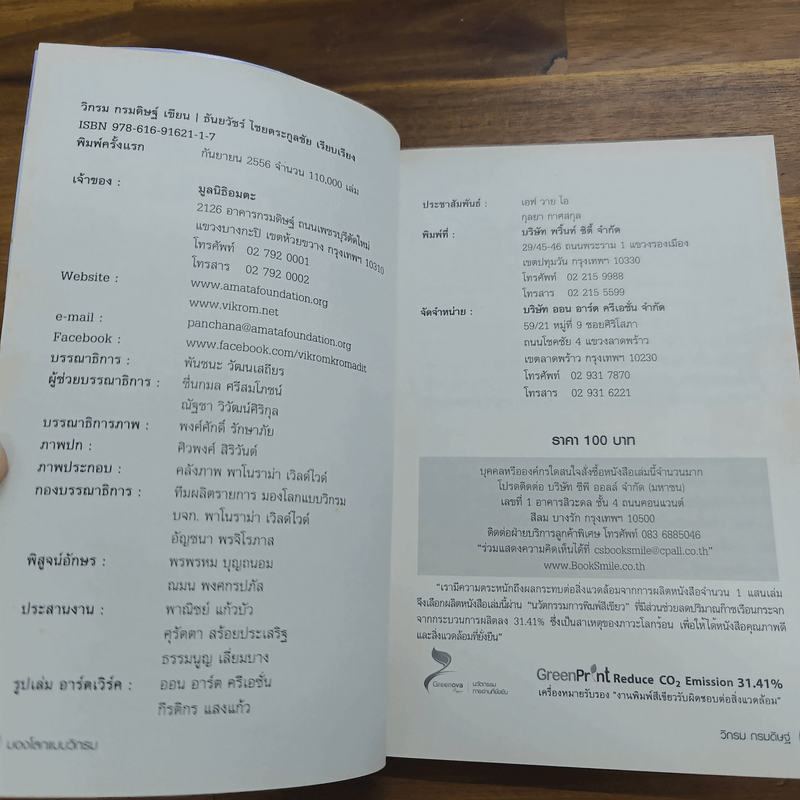 วิกรม กรมดิษฐ์ เขียน | ธันยวัชร์ ไชยตระกูลชัย เรียบเรียง
ISBN 978-616-91621-1-7
พิมพ์ครั้งแรก กันยายน 2556 จำนวน 110,000 เล่ม
เจ้าของ : มูลนิธิอมตะ
2126 อาคารกรมดิษฐ์ ถนนเพชรบุรีตัดใหม่
แขวงบางกะปิ เขตห้วยขวาง กรุงเทพฯ 10310
โทรศัพท์ 02 792 0001
โทรสาร 02 792 0002
Website : www.amatafoundation.org
www.vikrom.net
e-mail : panchana@amatafoundation.org
Facebook : www.facebook.com/vikromkromadit
บรรณาธิการ : พันชนะ วัฒนเสถียร
ผู้ช่วยบรรณาธิการ : ชื่นกมล ศรีสมโภชน์
ณัฐชา วิวัฒน์ศิริกุล
บรรณาธิการภาพ : พงศ์ศักดิ์ รักษาภัย
ภาพปก : ศิวพงศ์ สิริวันต์
ภาพประกอบ : คลังภาพ พาโนราม่า เวิลด์ไวด์
กองบรรณาธิการ : ทีมผลิตรายการ มองโลกแบบวิกรม
บจก. พาโนราม่า เวิลด์ไวด์
อัญชนา พรจิโรภาส
พิสูจน์อักษร : พรพรหม บุญถนอม
ณมน พงศกรปภัส
ประสานงาน : พาณิชย์ แก้วบัว
ศุรัตตา สร้อยประเสริฐ
ธรรมนูญ เลี่ยมบาง
รูปเล่ม อาร์ตเวิร์ค : ออน อาร์ต ครีเอชั่น
กีรติกร แสงแก้ว
มองโลกแบบวิกรม
ประชาสัมพันธ์ : เอฟ วาย ไอ
กุลยา กาศสกุล
พิมพ์ที่ : บริษัท พริ้นท์ ซิตี้ จำกัด
29/45-46 ถนนพระราม 1 แขวงรองเมือง
เขตปทุมวัน กรุงเทพฯ 10330
โทรศัพท์ 02 215 9988
โทรสาร 02 215 5599
จัดจำหน่าย : บริษัท ออน อาร์ต ครีเอชั่น จำกัด
59/21 หมู่ที่ 9 ซอยศิริโสภา
ถนนโชคชัย 4 แขวงลาดพร้าว
เขตลาดพร้าว กรุงเทพฯ 10230
โทรศัพท์ 02 931 7870
โทรสาร 02 931 6221
ราคา 100 บาท
บุคคลหรือองค์กรใดสนใจสั่งซื้อหนังสือเล่มนี้จำนวนมาก
โปรดติดต่อ บริษัท ซีพี ออลล์ จำกัด (มหาชน)
เลขที่ 1 อาคารสิวะดล ชั้น 4 ถนนคอนแวนต์
สีลม บางรัก กรุงเทพฯ 10500
ติดต่อฝ่ายบริการลูกค้าพิเศษ โทรศัพท์ 083 6885046
"ร่วมแสดงความคิดเห็นได้ที่ csbooksmile@cpall.co.th"
www.BookSmile.co.th
"เรามีความตระหนักถึงผลกระทบต่อสิ่งแวดล้อมจากการผลิตหนังสือจำนวน 1 แสนเล่ม
จึงเลือกผลิตหนังสือเล่มนี้ผ่าน "นวัตกรรมการพิมพ์สีเขียว" ที่มีส่วนช่วยลดปริมาณก๊าซเรือนกระจก
จากกระบวนการผลิตลง 31.41% ซึ่งเป็นสาเหตุของภาวะโลกร้อน เพื่อให้ได้หนังสือคุณภาพดี
และสิ่งแวดล้อมที่ยั่งยืน"
Greenova นวัตกรรม
การอ่านที่ยั่งยืน
GreenPrint Reduce CO2 Emission 31.41%
เครื่องหมายรับรอง "งานพิมพ์สีเขียวรับผิดชอบต่อสิ่งแวดล้อม"
วิกรม กรมดิษฐ์